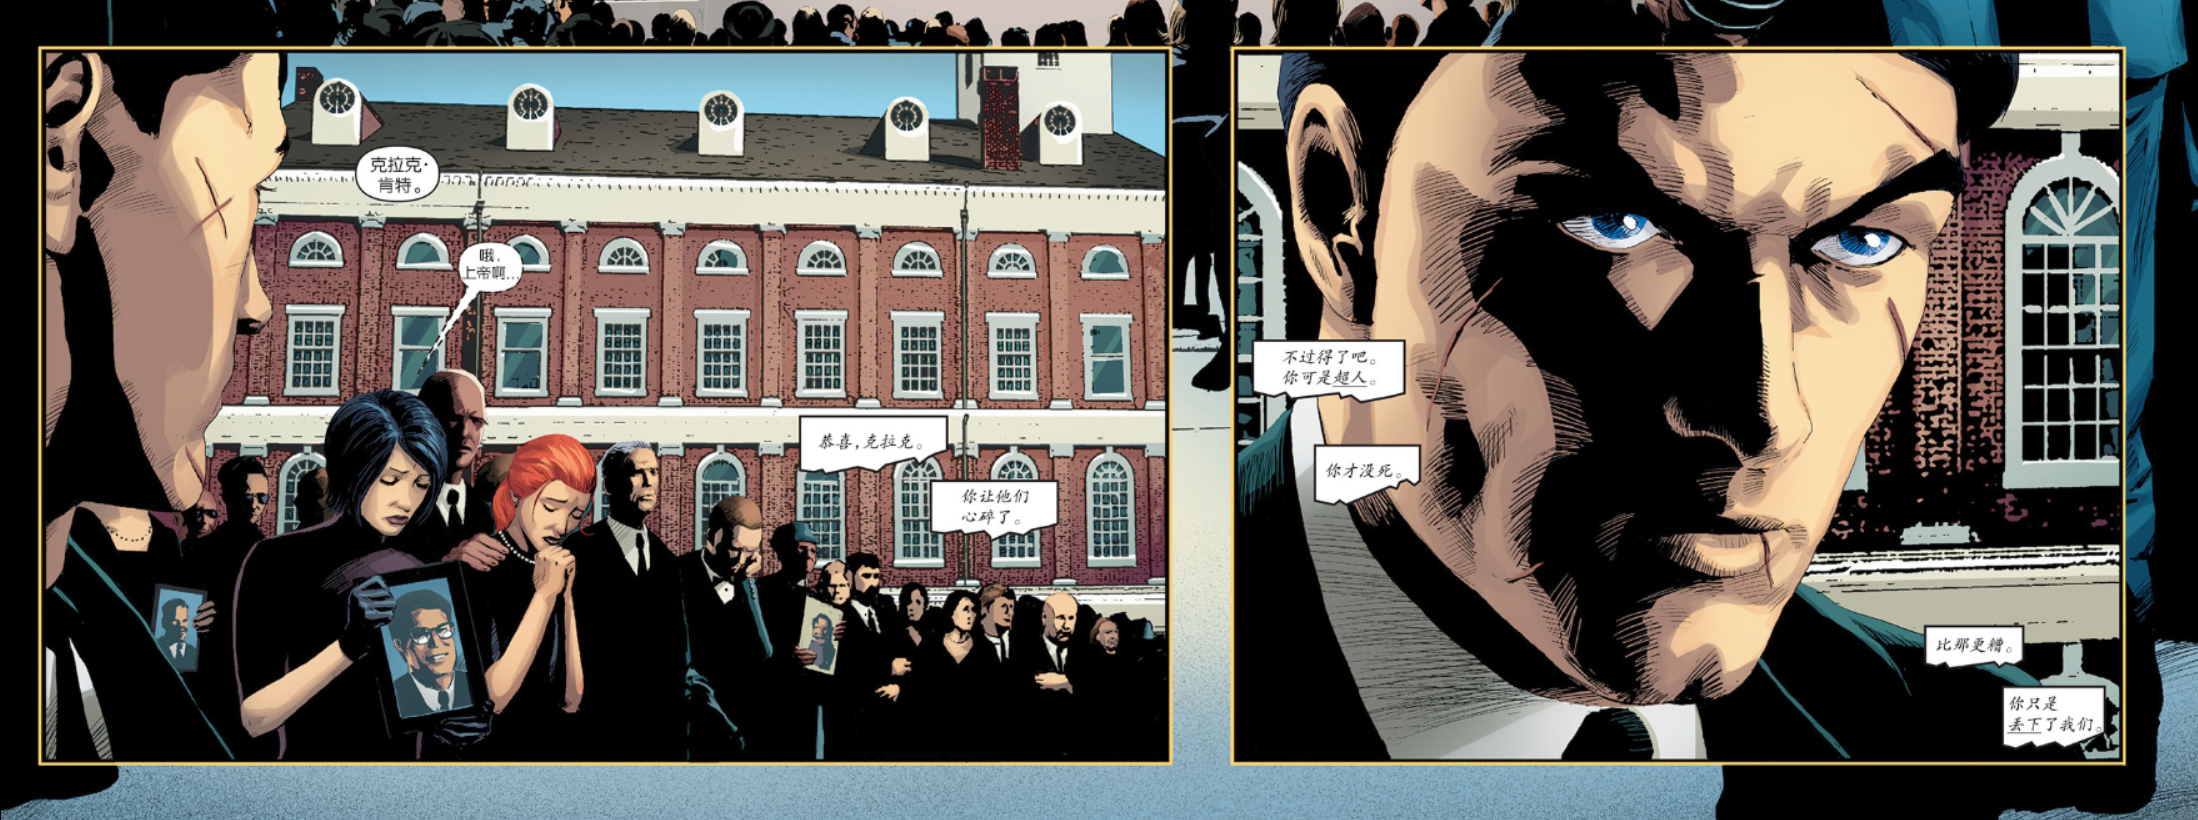 克拉克·
肯特。
哦，
上帝啊...
恭喜，克拉克。
你让他们
心碎了。
不过得了吧。
你可是超人。
你才没死。
比那更糟。
你只是
丢下了我们。